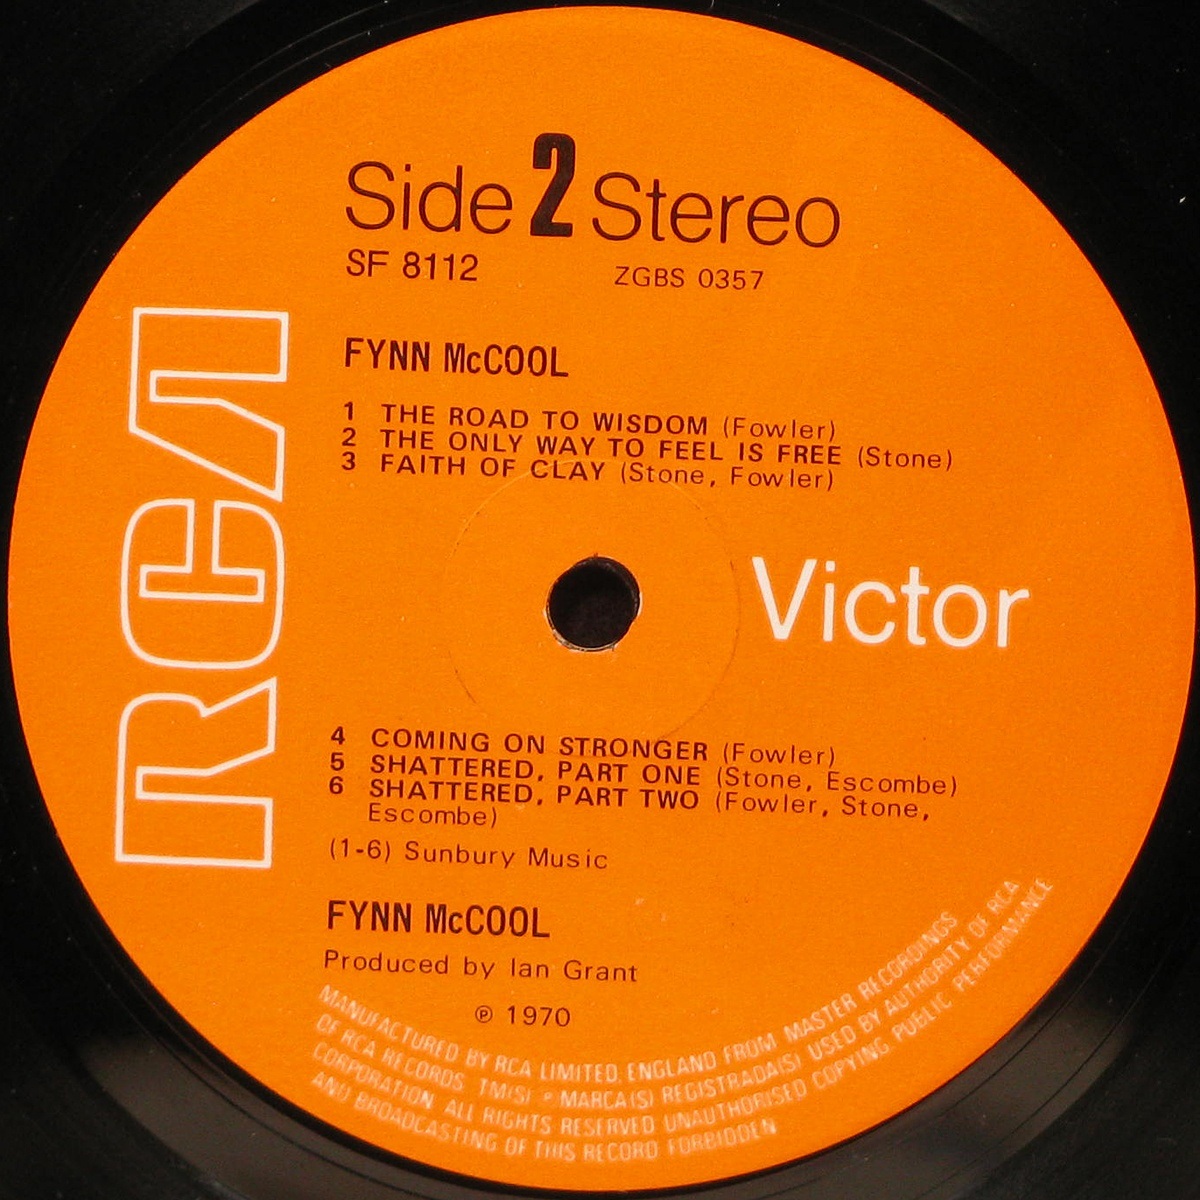 Side 2 Stereo
SF 8112 ZGBS 0357
FYNN McCOOL
1 THE ROAD TO WISDOM (Fowler)
2 THE ONLY WAY TO FEEL IS FREE (Stone)
3 FAITH OF CLAY (Stone, Fowler)
RCA
Victor
4 COMING ON STRONGER (Fowler)
5 SHATTERED, PART ONE (Stone, Escombe)
6 SHATTERED, PART TWO (Fowler, Stone,
Escombe)
(1-6) Sunbury Music
FYNN McCOOL
Produced by Ian Grant
℗ 1970
MANUFACTURED BY RCA LIMITED, ENGLAND FROM MASTER RECORDINGS
OF RCA RECORDS TM(S) ® MARCA(S) REGISTRADA(S) USED BY AUTHORITY OF RCA
CORPORATION ALL RIGHTS RESERVED UNAUTHORISED COPYING PUBLIC PERFORMANCE
AND BROADCASTING OF THIS RECORD FORBIDDEN